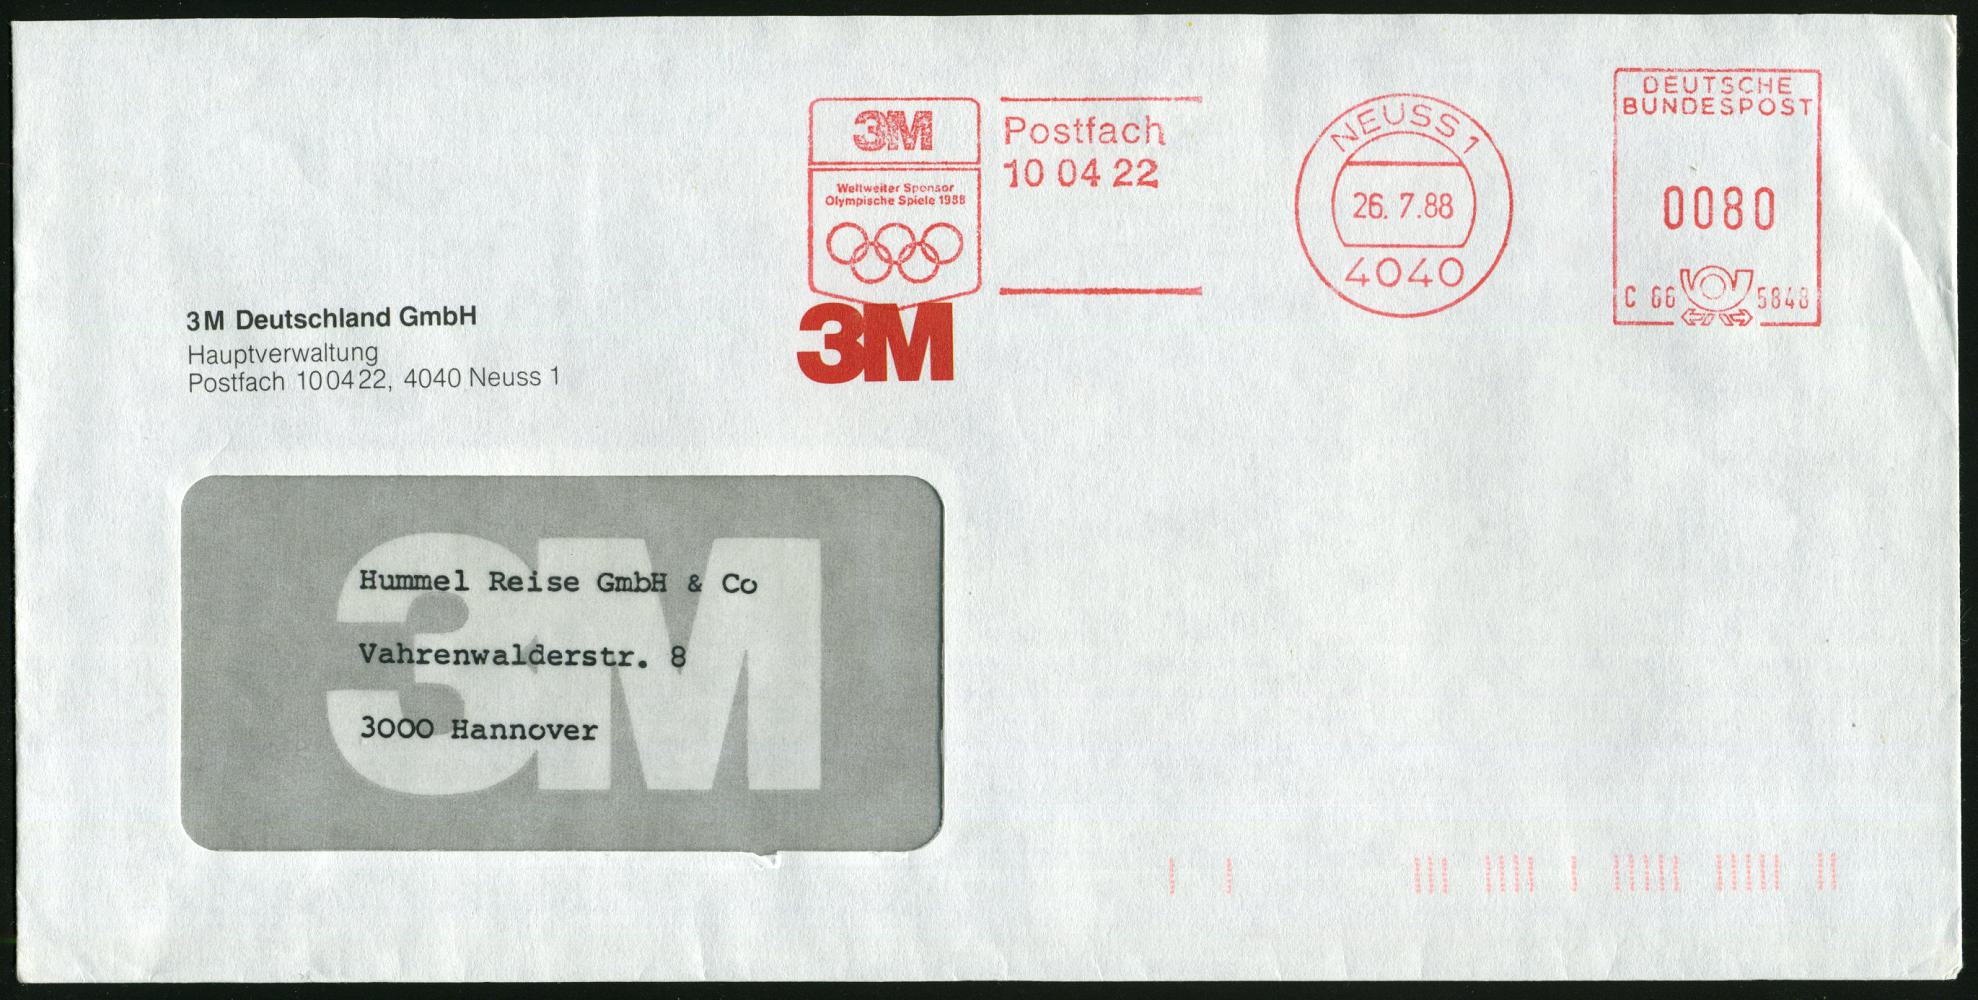 3M
Weltweiter Sponsor
Olympische Spiele 1988
Postfach
10 04 22
NEUSS 1
26. 7.88
4040
DEUTSCHE
BUNDESPOST
0080
C 66 5848
3M
3M Deutschland GmbH
Hauptverwaltung
Postfach 100422, 4040 Neuss 1
3M
Hummel Reise GmbH & Co
Vahrenwalderstr. 8
3000 Hannover